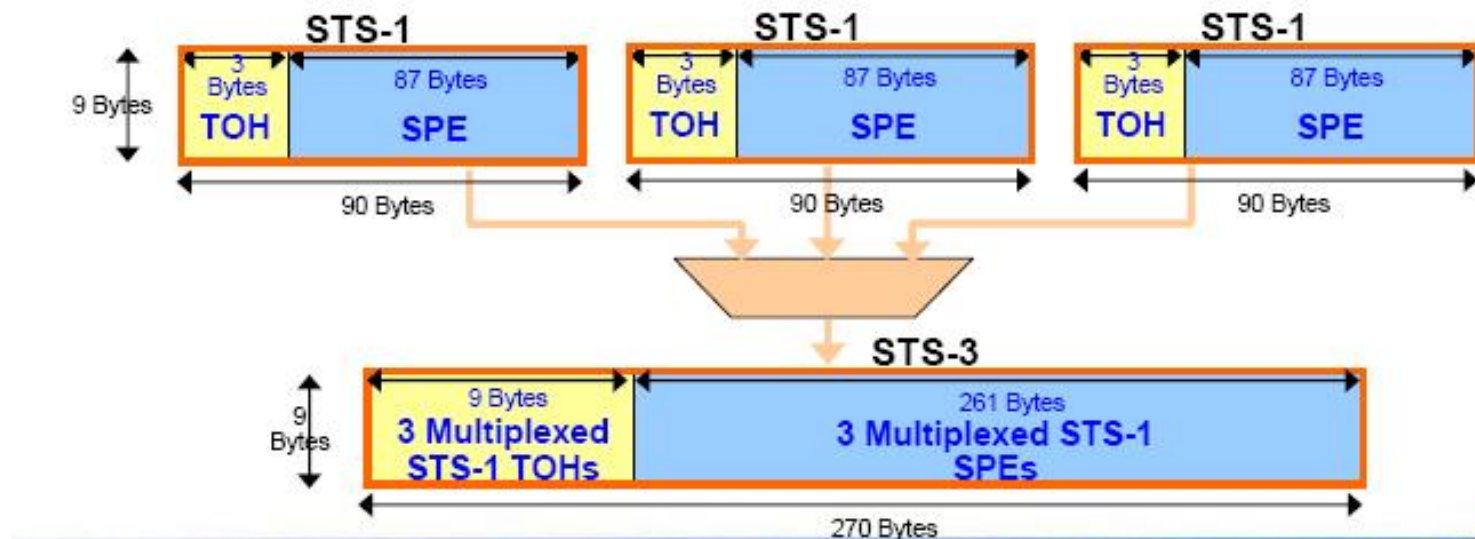 STS-1
STS-1
STS-1
3
Bytes
87 Bytes
9 Bytes
TOH
SPE
3
Bytes
87 Bytes
TOH
SPE
3
Bytes
87 Bytes
TOH
SPE
90 Bytes
90 Bytes
90 Bytes
STS-3
9 Bytes
261 Bytes
9
Bytes
3 Multiplexed
STS-1 TOHs
3 Multiplexed STS-1
SPEs
270 Bytes